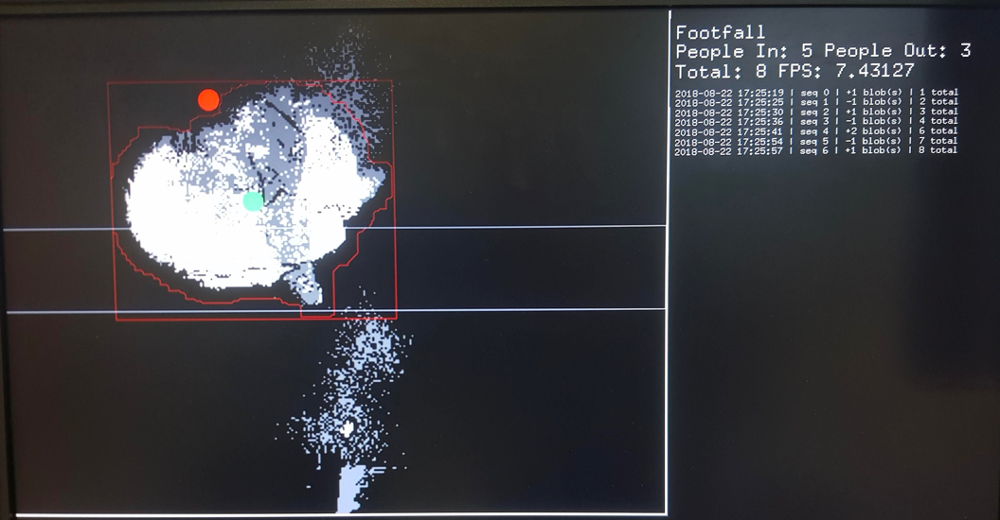 Footfall
People In: 5 People Out: 3
Total: 8 FPS: 7.43127
2018-08-22 17:25:19 | seq 0 | +1 blob(s) | 1 total
2018-08-22 17:25:25 | seq 1 | -1 blob(s) | 2 total
2018-08-22 17:25:30 | seq 2 | +1 blob(s) | 3 total
2018-08-22 17:25:36 | seq 3 | -1 blob(s) | 4 total
2018-08-22 17:25:41 | seq 4 | +2 blob(s) | 6 total
2018-08-22 17:25:54 | seq 5 | -1 blob(s) | 7 total
2018-08-22 17:25:57 | seq 6 | +1 blob(s) | 8 total